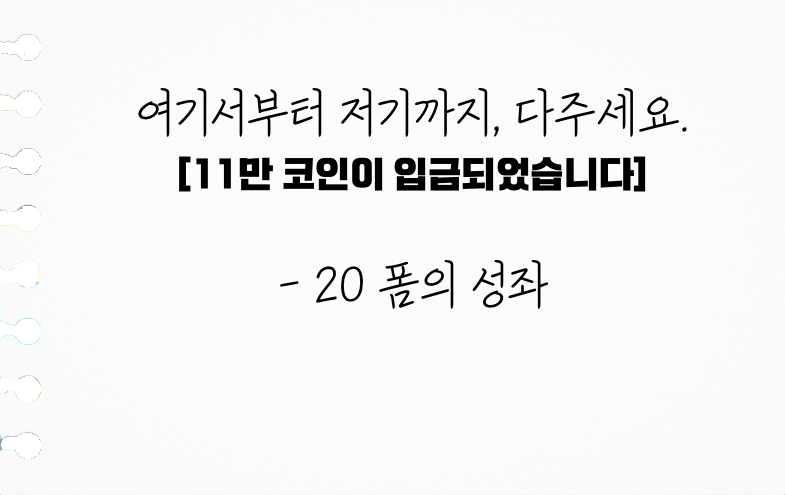 여기서부터 저기까지, 다주세요.
[11만 코인이 입금되었습니다]
- 20 폼의 성좌